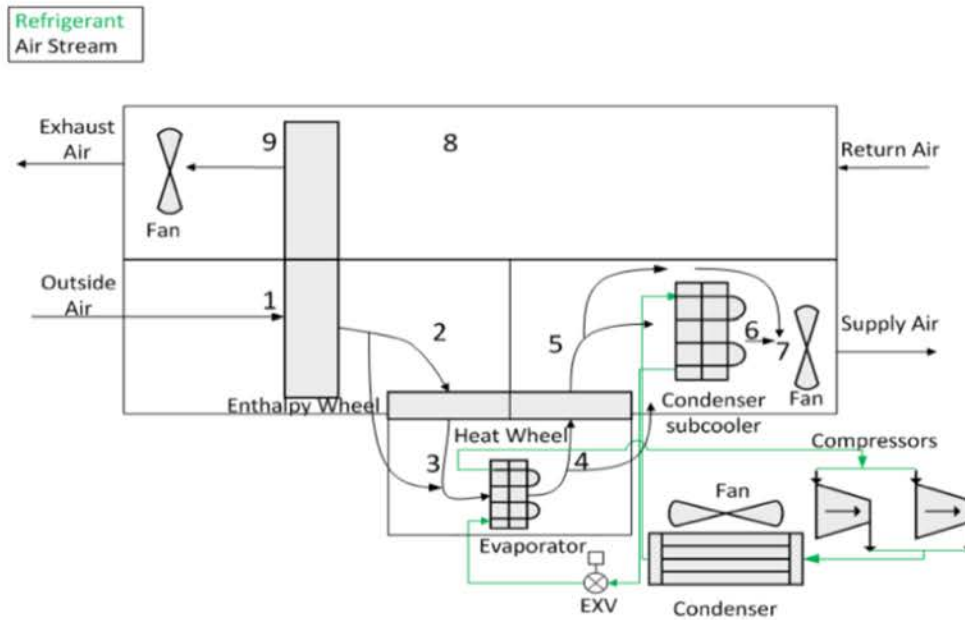 Refrigerant
Air Stream
Exhaust
Air
Fan
9
8
Return Air
Outside
Air
1
2
5
6
7
Supply Air
Fan
Enthalpy Wheel
Heat Wheel
Condenser
subcooler
Compressors
3
4
Evaporator
EXV
Fan
Condenser